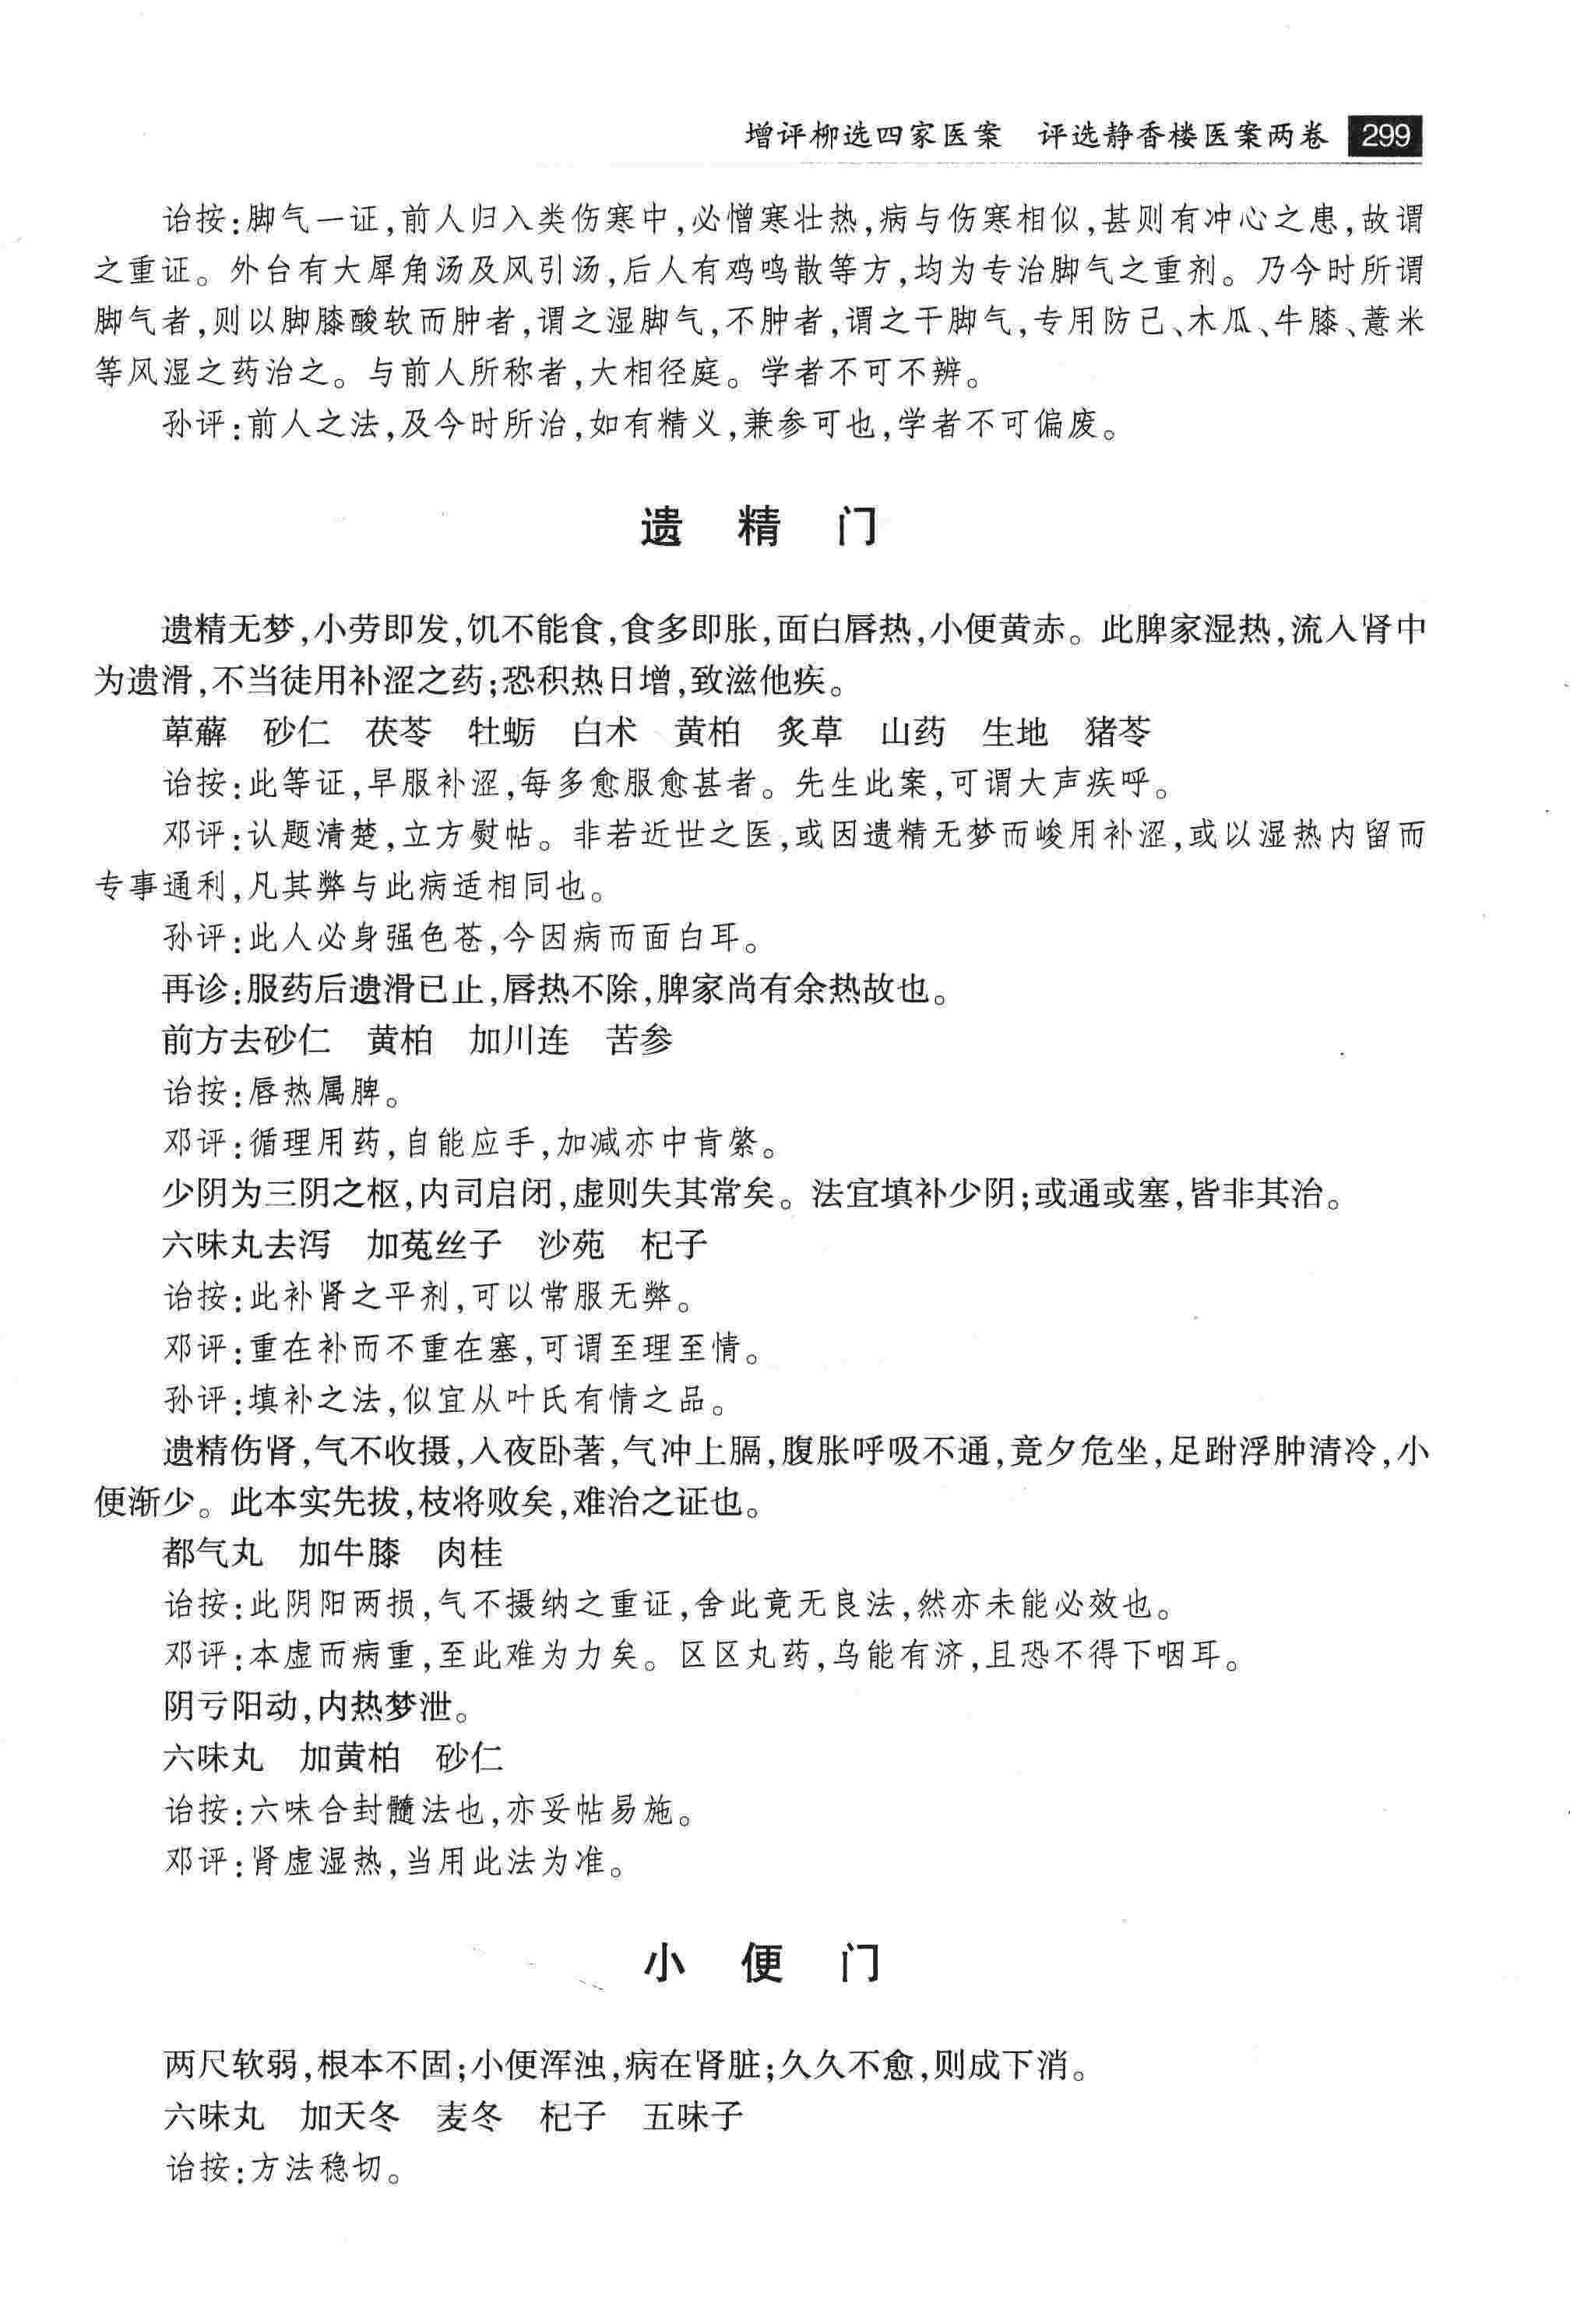 增评柳选四家医案　评选静香楼医案两卷　299
诒按:脚气一证,前人归入类伤寒中,必憎寒壮热,病与伤寒相似,甚则有冲心之患,故谓
之重证。外台有大犀角汤及风引汤,后人有鸡鸣散等方,均为专治脚气之重剂。乃今时所谓
脚气者,则以脚膝酸软而肿者,谓之湿脚气,不肿者,谓之干脚气,专用防己、木瓜、牛膝、薏米
等风湿之药治之。与前人所称者,大相径庭。学者不可不辨。
孙评:前人之法,及今时所治,如有精义,兼参可也,学者不可偏废。
遗　精　门
遗精无梦,小劳即发,饥不能食,食多即胀,面白唇热,小便黄赤。此脾家湿热,流入肾中
为遗滑,不当徒用补涩之药;恐积热日增,致滋他疾。
萆薢　砂仁　茯苓　牡蛎　白术　黄柏　炙草　山药　生地　猪苓
诒按:此等证,早服补涩,每多愈服愈甚者。先生此案,可谓大声疾呼。
邓评:认题清楚,立方熨帖。非若近世之医,或因遗精无梦而峻用补涩,或以湿热内留而
专事通利,凡其弊与此病适相同也。
孙评:此人必身强色苍,今因病而面白耳。
再诊:服药后遗滑已止,唇热不除,脾家尚有余热故也。
前方去砂仁　黄柏　加川连　苦参
诒按:唇热属脾。
邓评:循理用药,自能应手,加减亦中肯綮。
少阴为三阴之枢,内司启闭,虚则失其常矣。法宜填补少阴;或通或塞,皆非其治。
六味丸去泻　加菟丝子　沙苑　杞子
诒按:此补肾之平剂,可以常服无弊。
邓评:重在补而不重在塞,可谓至理至情。
孙评:填补之法,似宜从叶氏有情之品。
遗精伤肾,气不收摄,入夜卧著,气冲上膈,腹胀呼吸不通,竟夕危坐,足跗浮肿清冷,小
便渐少。此本实先拔,枝将败矣,难治之证也。
都气丸　加牛膝　肉桂
诒按:此阴阳两损,气不摄纳之重证,舍此竟无良法,然亦未能必效也。
邓评:本虚而病重,至此难为力矣。区区丸药,乌能有济,且恐不得下咽耳。
阴亏阳动,内热梦泄。
六味丸　加黄柏　砂仁
诒按:六味合封髓法也,亦妥帖易施。
邓评:肾虚湿热,当用此法为准。
小　便　门
两尺软弱,根本不固;小便浑浊,病在肾脏;久久不愈,则成下消。
六味丸　加天冬　麦冬　杞子　五味子
诒按:方法稳切。